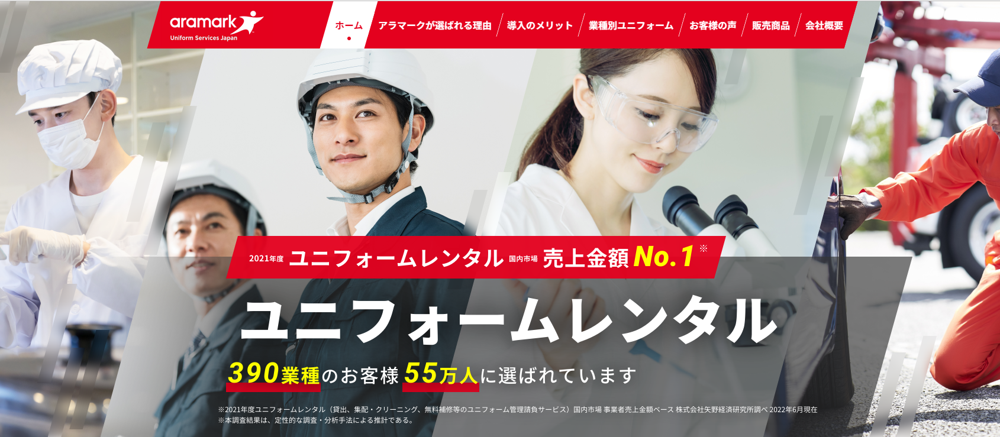 aramark
Uniform Services Japan
ホーム
アラマークが選ばれる理由
導入のメリット
業種別ユニフォーム
お客様の声
販売商品
会社概要
2021年度 ユニフォームレンタル 国内市場 売上金額 No.1 ※
ユニフォームレンタル
390業種のお客様 55万人に選ばれています
※2021年度ユニフォームレンタル（貸出、集配・クリーニング、無料補修等のユニフォーム管理請負サービス）国内市場 事業者売上金額ベース 株式会社矢野経済研究所調べ 2022年6月現在
※本調査結果は、定性的な調査・分析手法による推計である。